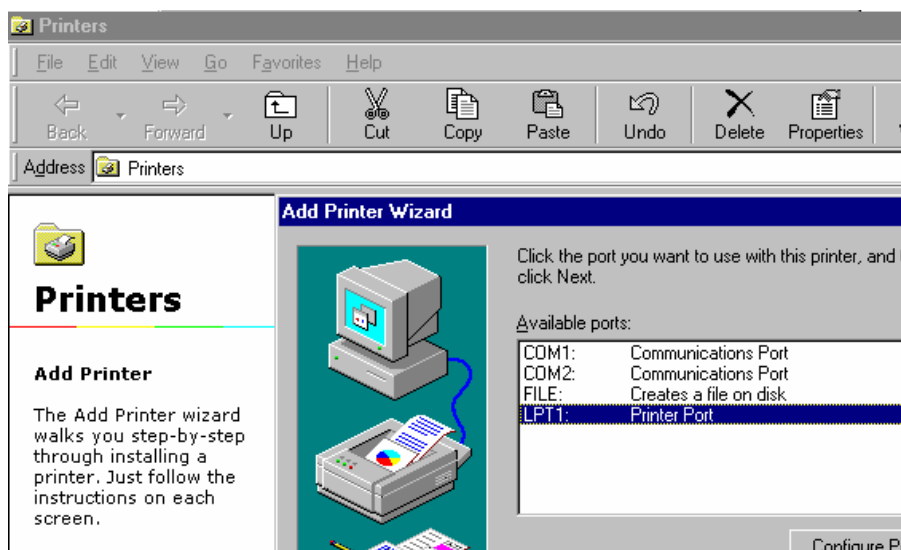 Printers
File Edit View Go Favorites Help
Back Forward Up Cut Copy Paste Undo Delete Properties
Address Printers
Add Printer Wizard
Click the port you want to use with this printer, and
click Next.
Available ports:
COM1: Communications Port
COM2: Communications Port
FILE: Creates a file on disk
LPT1: Printer Port
Configure
Printers
Add Printer
The Add Printer wizard
walks you step-by-step
through installing a
printer. Just follow the
instructions on each
screen.